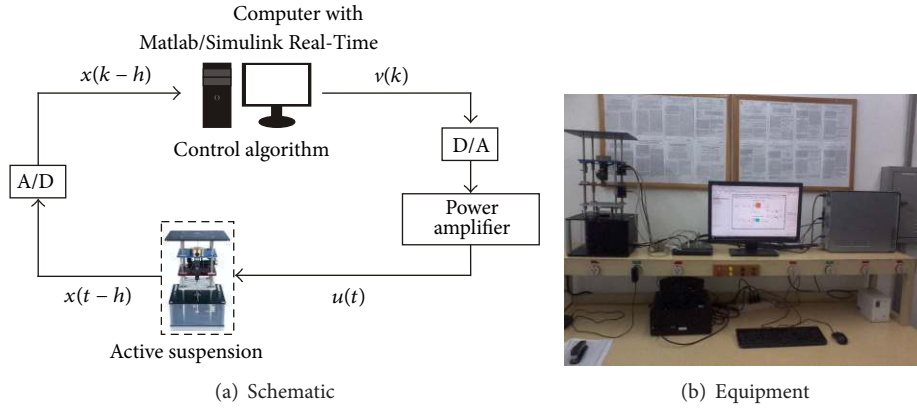 Computer with
Matlab/Simulink Real-Time
x(k − h)
v(k)
Control algorithm
D/A
A/D
Power
amplifier
x(t − h)
u(t)
Active suspension
(a) Schematic
(b) Equipment